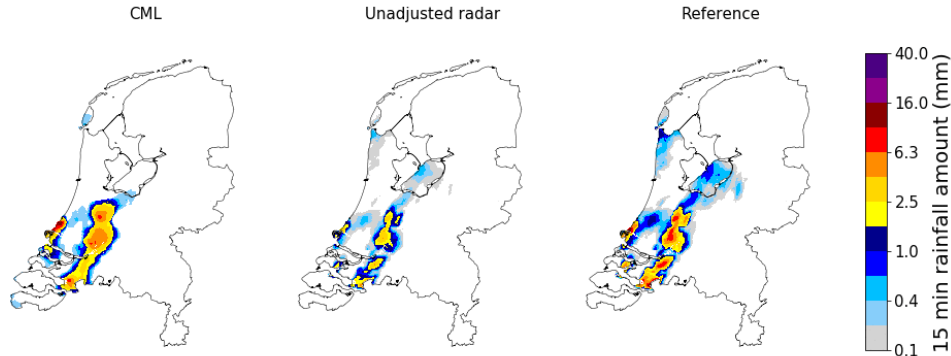 CML
Unadjusted radar
Reference
40.0
16.0
6.3
2.5
1.0
0.4
0.1
15 min rainfall amount (mm)